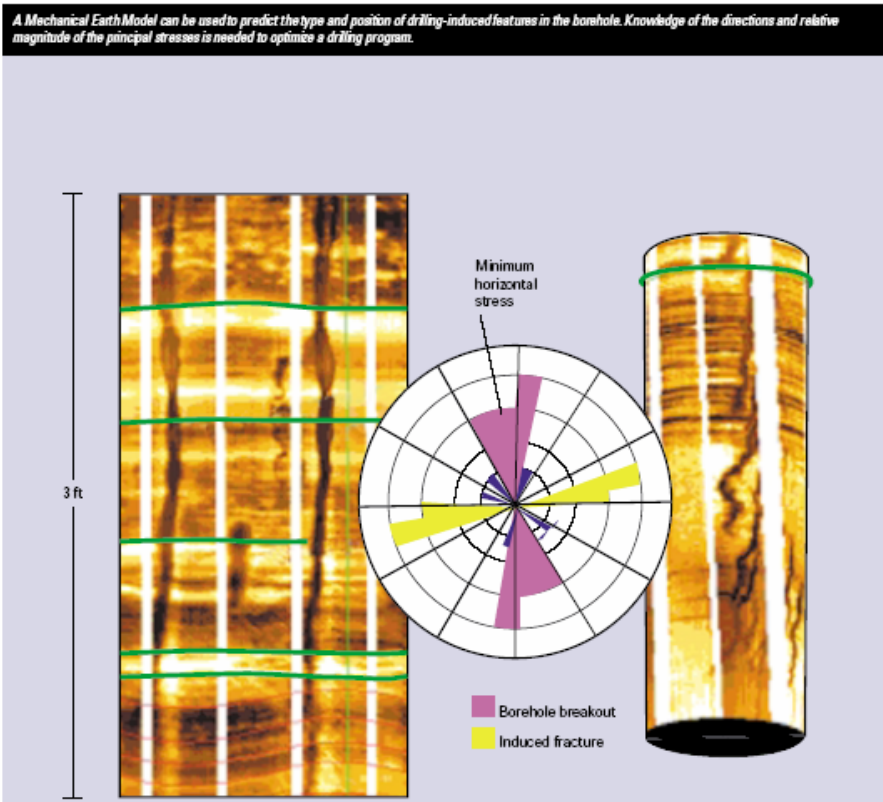 A Mechanical Earth Model can be used to predict the type and position of drilling-induced features in the borehole. Knowledge of the directions and relative
magnitude of the principal stresses is needed to optimize a drilling program.
Minimum
horizontal
stress
3 ft
Borehole breakout
Induced fracture